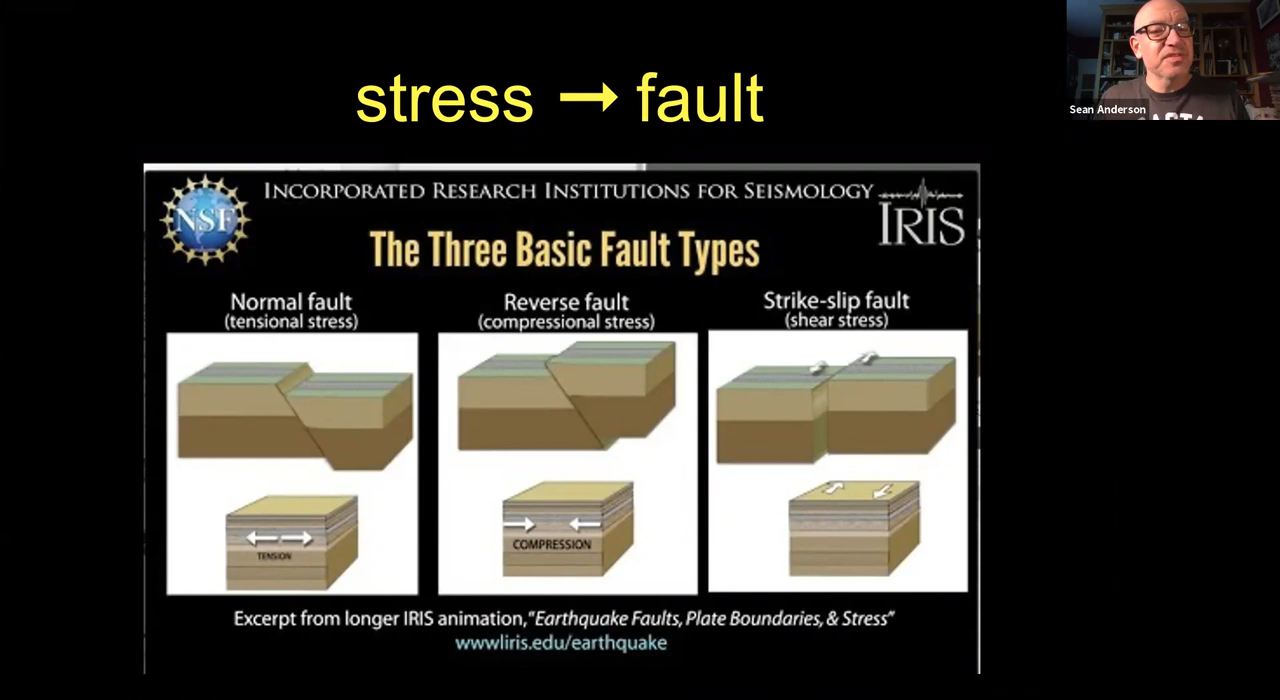 stress → fault
Sean Anderson
NSF
INCORPORATED RESEARCH INSTITUTIONS FOR SEISMOLOGY
IRIS
The Three Basic Fault Types
Normal fault
(tensional stress)
Reverse fault
(compressional stress)
Strike-slip fault
(shear stress)
TENSION
COMPRESSION
Excerpt from longer IRIS animation, "Earthquake Faults, Plate Boundaries, & Stress"
wwwliris.edu/earthquake